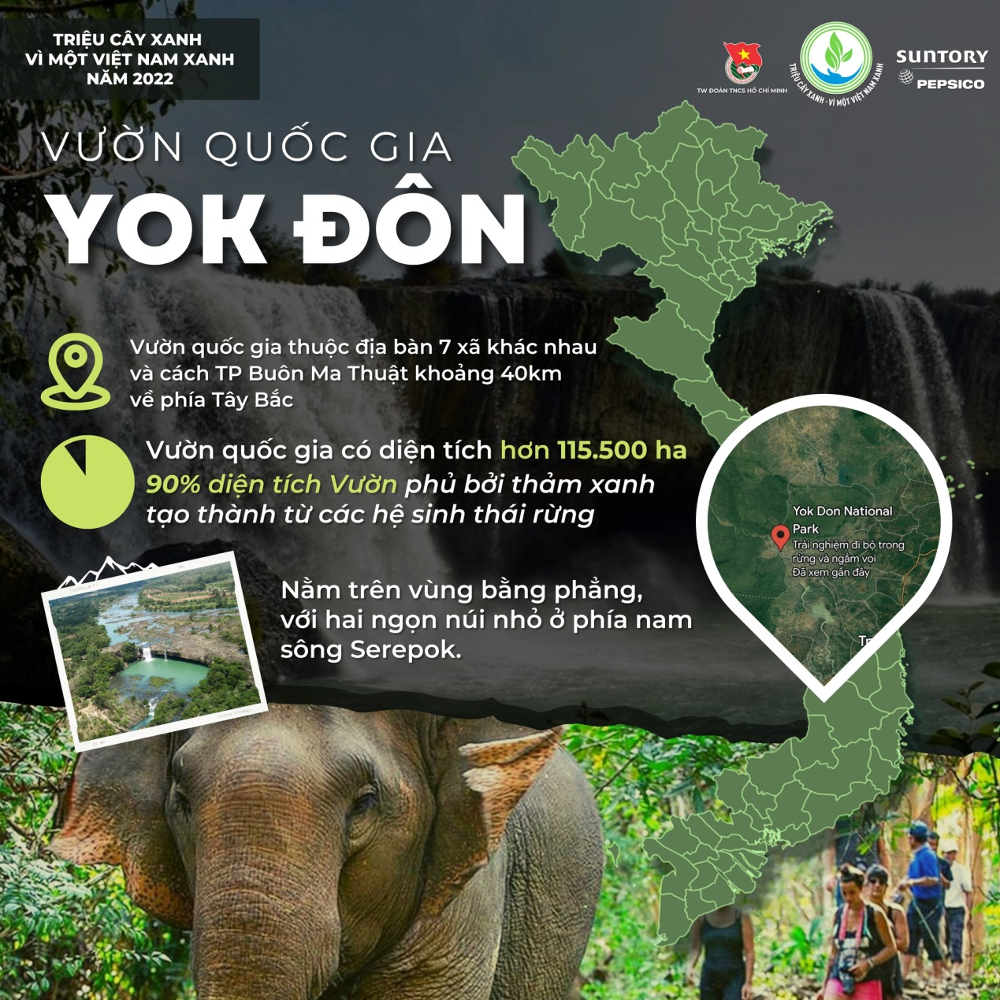 TRIỆU CÂY XANH
VÌ MỘT VIỆT NAM XANH
NĂM 2022
TW ĐOÀN TNCS HỒ CHÍ MINH
TRIỆU CÂY XANH - VÌ MỘT VIỆT NAM XANH
SUNTORY
PEPSICO
VƯỜN QUỐC GIA
YOK ĐÔN
Vườn quốc gia thuộc địa bàn 7 xã khác nhau
và cách TP Buôn Ma Thuật khoảng 40km
về phía Tây Bắc
Vườn quốc gia có diện tích hơn 115.500 ha
90% diện tích Vườn phủ bởi thảm xanh
tạo thành từ các hệ sinh thái rừng
Yok Don National
Park
Trải nghiệm đi bộ trong
rừng và ngắm voi
Đã xem gần đây
Tr
Nằm trên vùng bằng phẳng,
với hai ngọn núi nhỏ ở phía nam
sông Serepok.